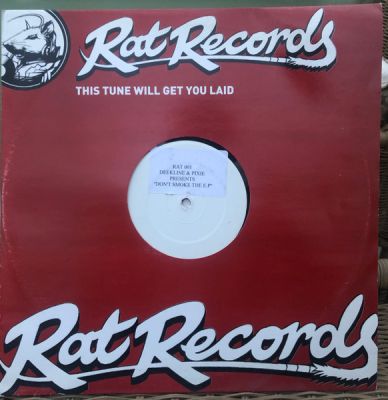 Rat Records
THIS TUNE WILL GET YOU LAID
RAT 001
DEEKLINE & PIXIE
PRESENTS
"DON'T SMOKE THE E.P"
Rat Records